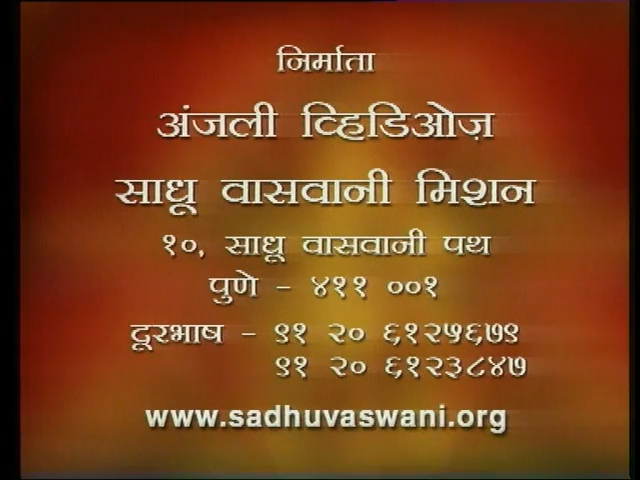 निर्माता
अंजली व्हिडिओज़
साधू वासवानी मिशन
१०, साधू वासवानी पथ
पुणे - ४११ ००१
दूरभाष - ९१ २० ६१२५६७९
९१ २० ६१२३८४७
www.sadhuvaswani.org